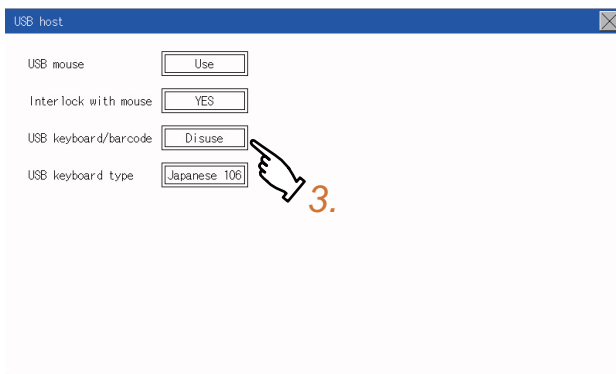 USB host
USB mouse Use
Interlock with mouse YES
USB keyboard/barcode Disuse
USB keyboard type Japanese 106
3.